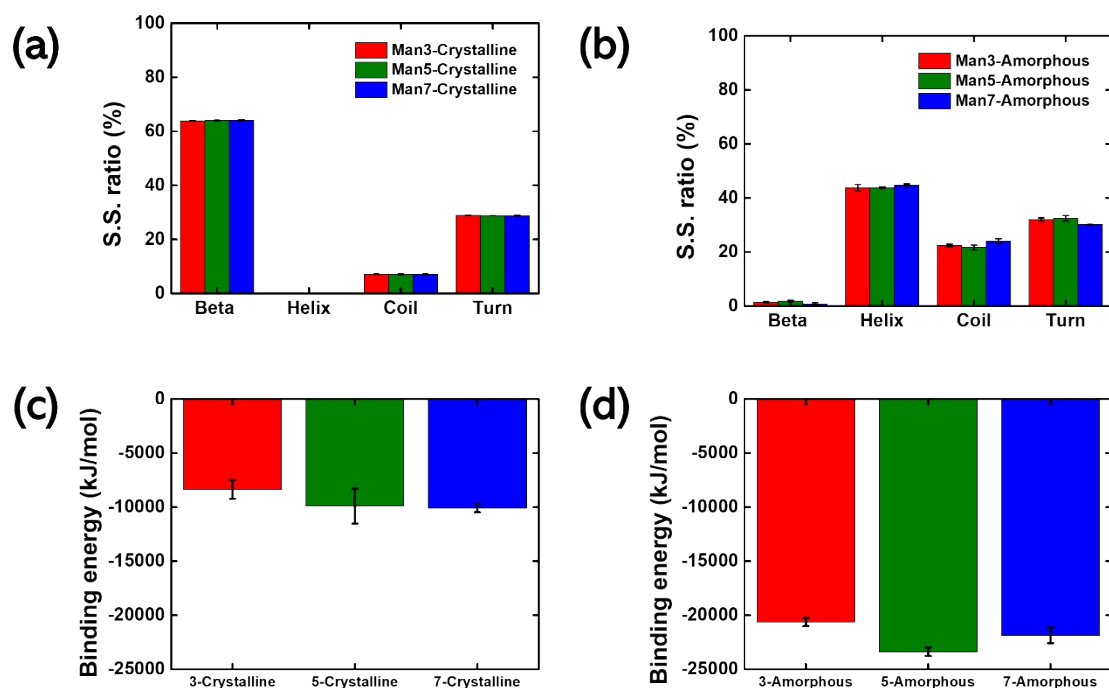 (a)
100
80
60
40
20
0
S.S. ratio (%)
Man3-Crystalline
Man5-Crystalline
Man7-Crystalline
Beta Helix Coil Turn
(b)
100
80
60
40
20
0
S.S. ratio (%)
Man3-Amorphous
Man5-Amorphous
Man7-Amorphous
Beta Helix Coil Turn
(c)
0
-5000
-10000
-15000
-20000
-25000
Binding energy (kJ/mol)
3-Crystalline 5-Crystalline 7-Crystalline
(d)
0
-5000
-10000
-15000
-20000
-25000
Binding energy (kJ/mol)
3-Amorphous 5-Amorphous 7-Amorphous